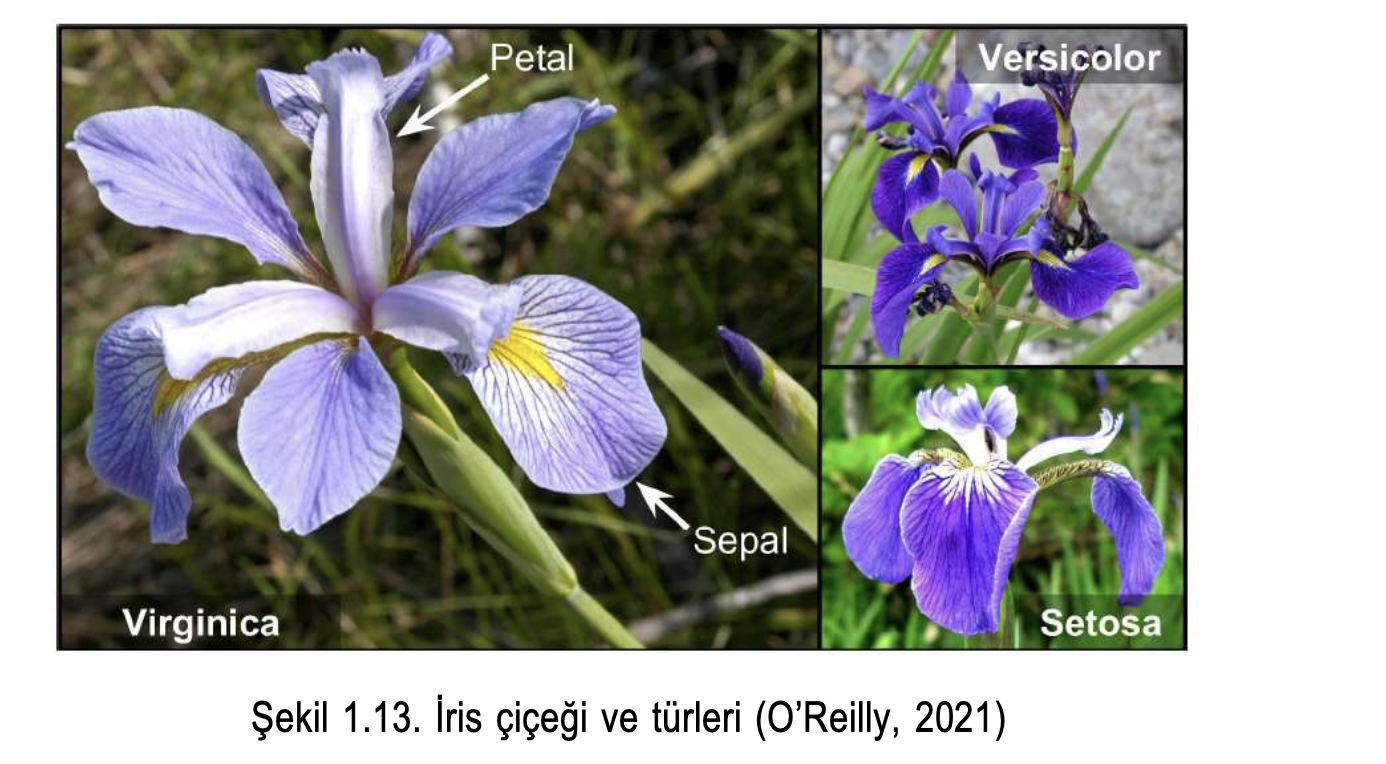 Petal
Versicolor
Sepal
Virginica
Setosa
Şekil 1.13. İris çiçeği ve türleri (O’Reilly, 2021)